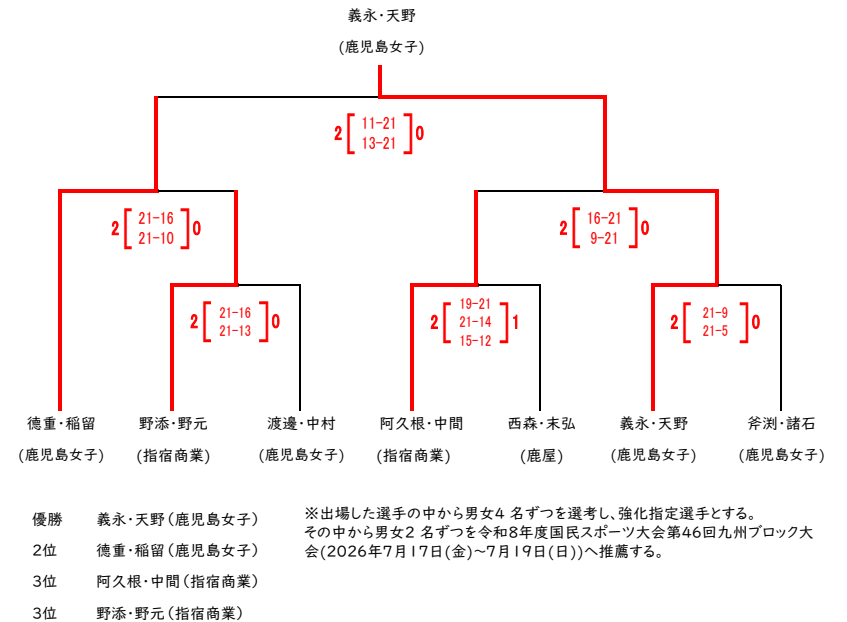 義永・天野
(鹿児島女子)
2 11-21 0
13-21
2 21-16 0
21-10
2 16-21 0
9-21
2 21-16 0
21-13
2 19-21 1
21-14
15-12
2 21-9 0
21-5
徳重・稲留 野添・野元 渡邊・中村 阿久根・中間 西森・末弘 義永・天野 斧渕・諸石
(鹿児島女子) (指宿商業) (鹿児島女子) (指宿商業) (鹿屋) (鹿児島女子) (鹿児島女子)
優勝 義永・天野(鹿児島女子)
2位 徳重・稲留(鹿児島女子)
3位 阿久根・中間(指宿商業)
3位 野添・野元(指宿商業)
※出場した選手の中から男女4 名ずつを選考し、強化指定選手とする。
その中から男女2 名ずつを令和8年度国民スポーツ大会第46回九州ブロック大
会(2026年7月17日(金)~7月19日(日))へ推薦する。